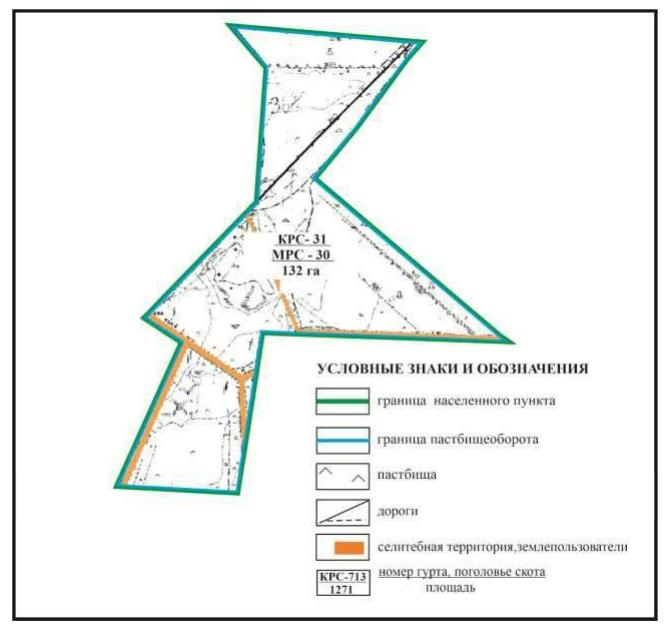 КРС- 31
МРС - 30
132 га
УСЛОВНЫЕ ЗНАКИ И ОБОЗНАЧЕНИЯ
граница населенного пункта
граница пастбищеоборота
пастбища
дороги
селитебная территория,землепользователи
КРС-713
1271
номер гурта, поголовье скота
площадь